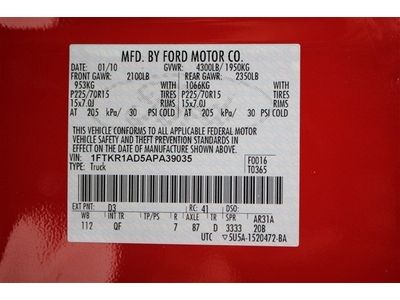 MFD. BY FORD MOTOR CO.
DATE: 01/10 GVWR: 4300LB/ 1950KG
FRONT GAWR: 2100LB REAR GAWR: 2350LB
953KG WITH 1066KG WITH
P225/70R15 TIRES P225/70R15 TIRES
15x7.0J RIMS 15x7.0J RIMS
AT 205 kPa/ 30 PSI COLD AT 205 kPa/ 30 PSI COLD
THIS VEHICLE CONFORMS TO ALL APPLICABLE FEDERAL MOTOR
VEHICLE SAFETY AND THEFT PREVENTION STANDARDS IN EFFECT
ON THE DATE OF MANUFACTURE SHOWN ABOVE.
VIN: 1FTKR1AD5APA39035 F0016
TYPE: Truck T0365
EXT PNT: D3 RC: 41 DSO:
WB INT TR TP/PS R AXLE TR SPR AR31A
112 QF 7 87 D 3333 20B
UTC 5U5A-1520472-BA